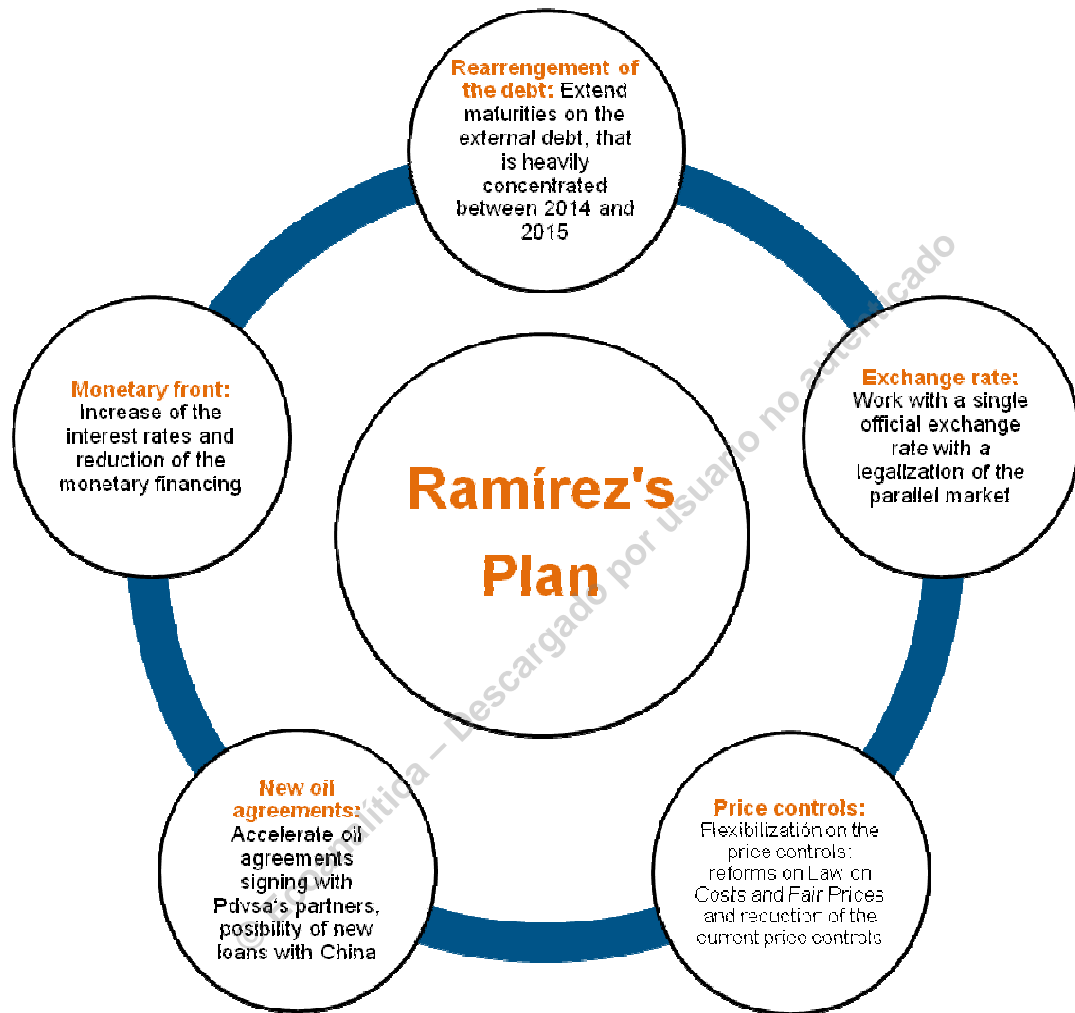 Rearrengement of
the debt: Extend
maturities on the
external debt, that
is heavily
concentrated
between 2014 and
2015
Exchange rate:
Work with a single
official exchange
rate with a
legalization of the
parallel market
Price controls:
Flexibilización on the
price controls:
reforms on Law on
Costs and Fair Prices
and reduction of the
current price controls
New oil
agreements:
Accelerate oil
agreements
signing with
Pdvsa's partners,
posibility of new
loans with China
Monetary front:
Increase of the
interest rates and
reduction of the
monetary financing
Ramírez's
Plan
© Ecoanalítica – Descargado por usuario no autenticado